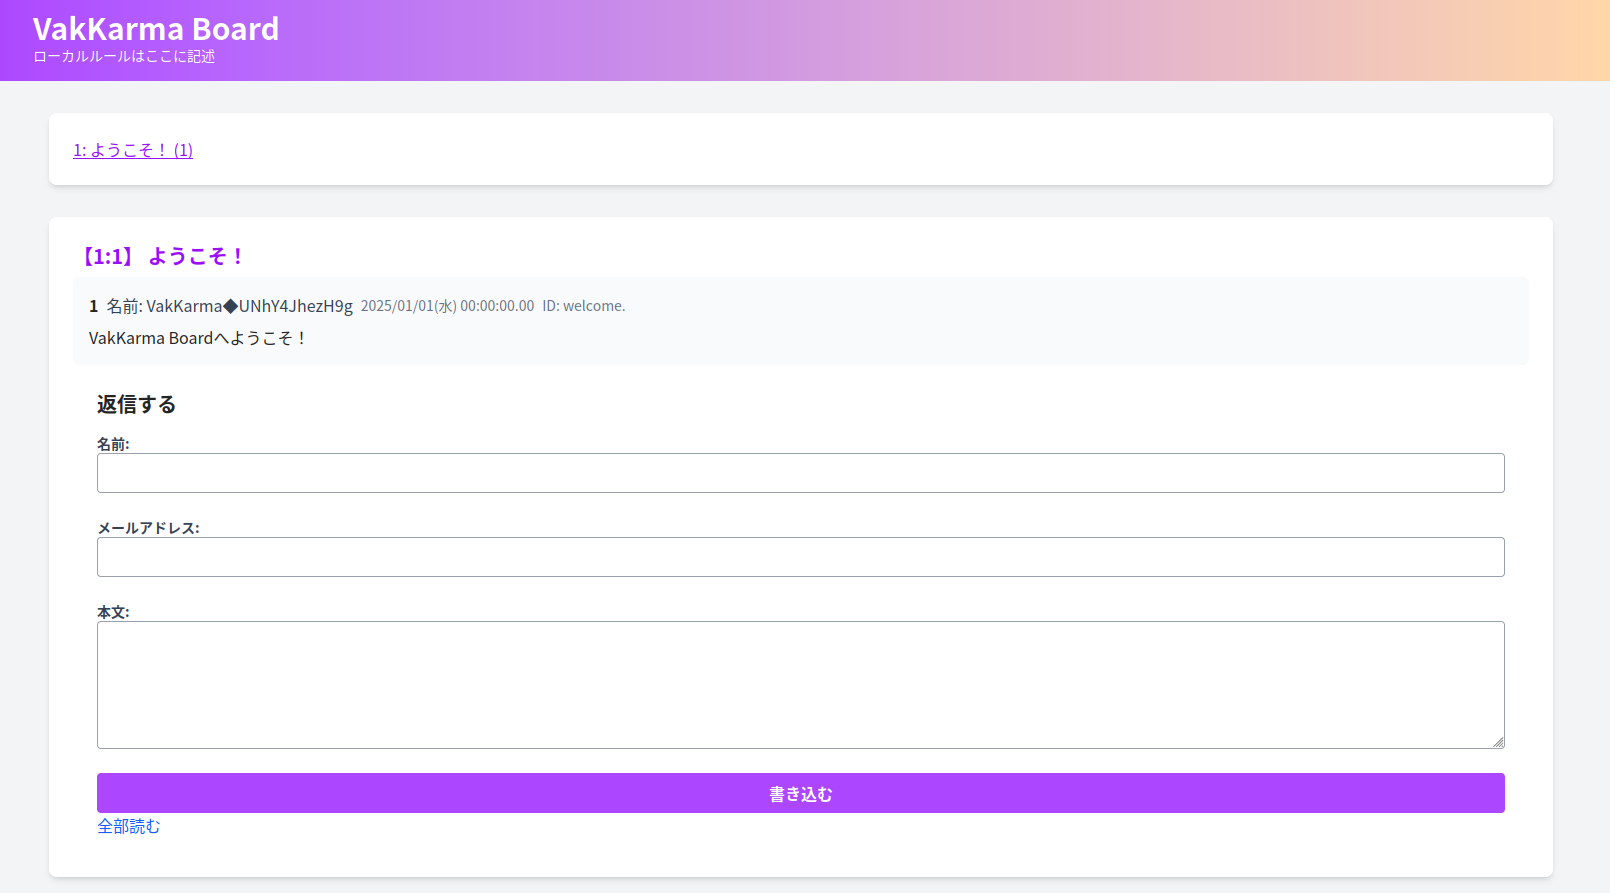 VakKarma Board
ローカルルールはここに記述
1: ようこそ！ (1)
【1:1】 ようこそ！
1 名前: VakKarma◆UNhY4JhezH9g 2025/01/01(水) 00:00:00.00 ID: welcome.
VakKarma Boardへようこそ！
返信する
名前:
メールアドレス:
本文:
書き込む
全部読む